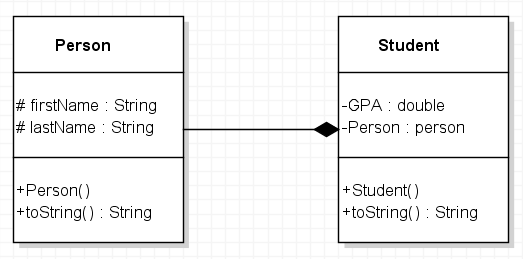 Person
# firstName : String
# lastName : String
+Person()
+toString() : String
Student
-GPA : double
-Person : person
+Student()
+toString() : String